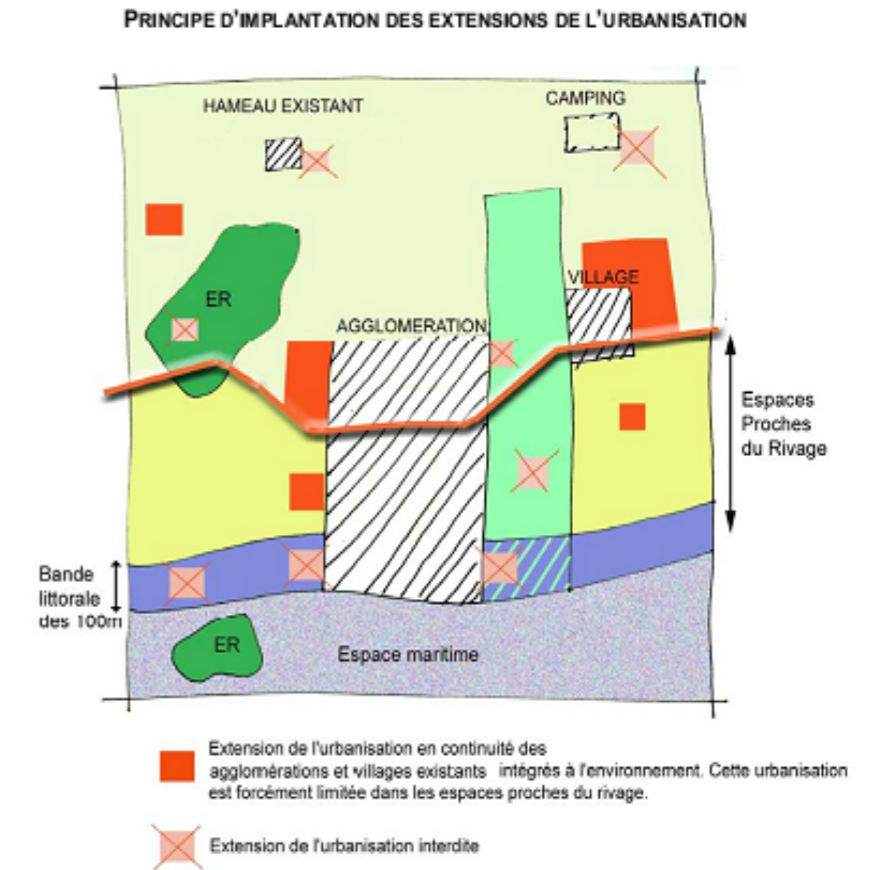 PRINCIPE D'IMPLANTATION DES EXTENSIONS DE L'URBANISATION
HAMEAU EXISTANT
CAMPING
ER
VILLAGE
AGGLOMERATION
Espaces
Proches
du Rivage
Bande
littorale
des 100m
ER
Espace maritime
Extension de l'urbanisation en continuité des
agglomérations et villages existants intégrés à l'environnement. Cette urbanisation
est forcément limitée dans les espaces proches du rivage.
Extension de l'urbanisation interdite